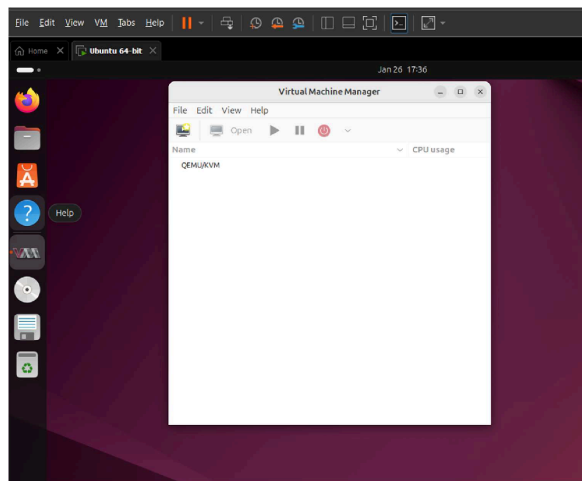 File Edit View VM Tabs Help
Home
Ubuntu 64-bit
Jan 26 17:36
Virtual Machine Manager
File Edit View Help
Open
Name
CPU usage
QEMU/KVM
Help